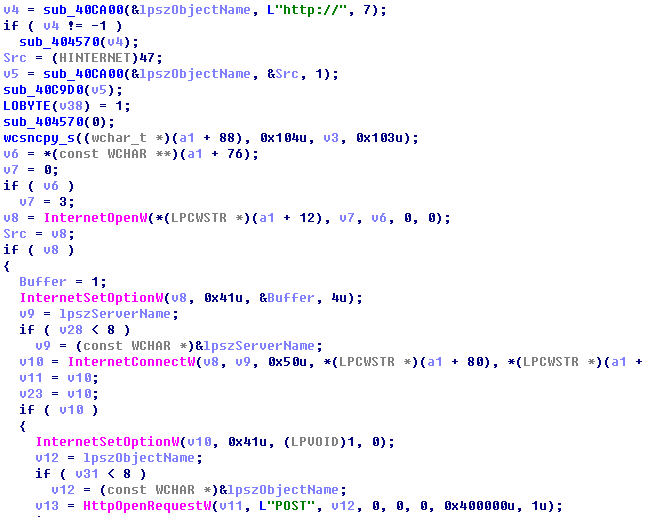 v4 = sub_40CA00(&lpszObjectName, L"http://", 7);
if ( v4 != -1 )
sub_404570(v4);
Src = (HINTERNET)47;
v5 = sub_40CA00(&lpszObjectName, &Src, 1);
sub_40C9D0(v5);
LOBYTE(v38) = 1;
sub_404570(0);
wcsncpy_s((wchar_t *)(a1 + 88), 0x104u, v3, 0x103u);
v6 = *(const WCHAR **)(a1 + 76);
v7 = 0;
if ( v6 )
v7 = 3;
v8 = InternetOpenW(*(LPCWSTR *)(a1 + 12), v7, v6, 0, 0);
Src = v8;
if ( v8 )
{
Buffer = 1;
InternetSetOptionW(v8, 0x41u, &Buffer, 4u);
v9 = lpszServerName;
if ( v28 < 8 )
v9 = (const WCHAR *)&lpszServerName;
v10 = InternetConnectW(v8, v9, 0x50u, *(LPCWSTR *)(a1 + 80), *(LPCWSTR *)(a1 +
v11 = v10;
v23 = v10;
if ( v10 )
{
InternetSetOptionW(v10, 0x41u, (LPVOID)1, 0);
v12 = lpszObjectName;
if ( v31 < 8 )
v12 = (const WCHAR *)&lpszObjectName;
v13 = HttpOpenRequestW(v11, L"POST", v12, 0, 0, 0, 0x400000u, 1u);